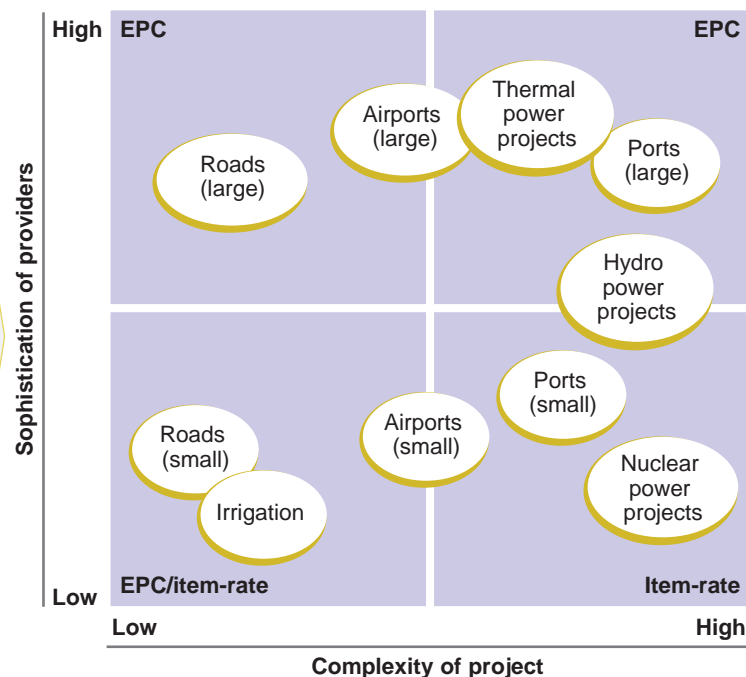 High
EPC
EPC
Thermal
power
projects
Airports
(large)
Ports
(large)
Roads
(large)
Hydro
power
projects
Sophistication of providers
Ports
(small)
Airports
(small)
Roads
(small)
Nuclear
power
projects
Irrigation
EPC/item-rate
Item-rate
Low
Low
High
Complexity of project